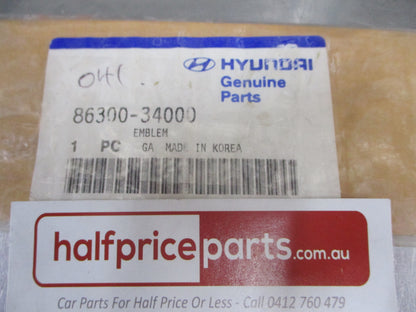 041
HYUNDAI
Genuine
Parts
86300-34000
EMBLEM
1 PC GA MADE IN KOREA
halfpriceparts.com.au
Car Parts For Half Price Or Less - Call 0412 760 479